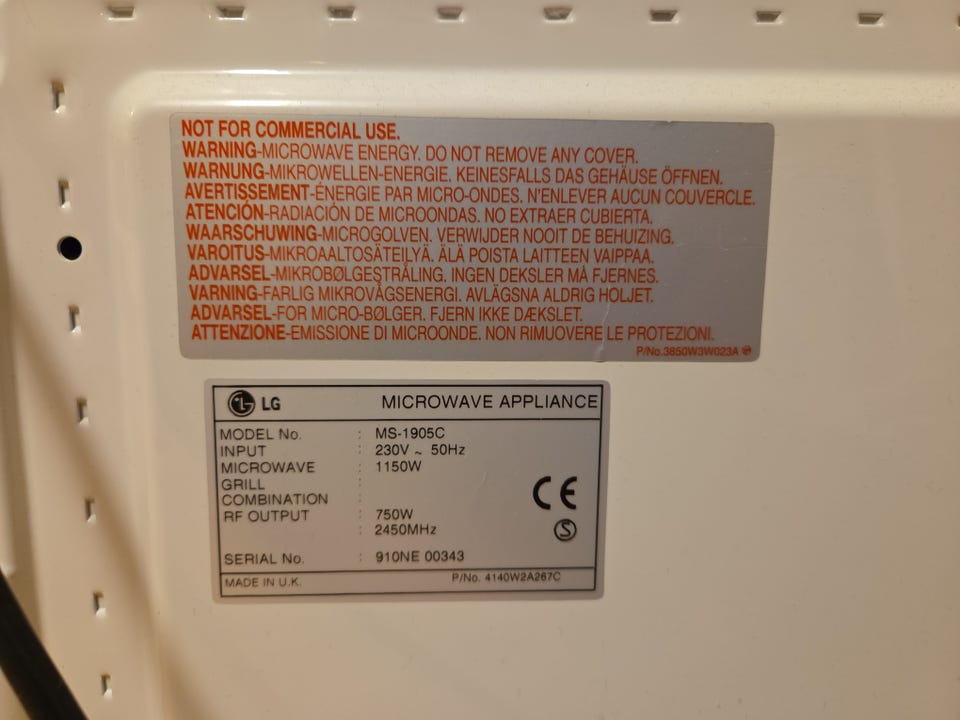 NOT FOR COMMERCIAL USE.
WARNING-MICROWAVE ENERGY. DO NOT REMOVE ANY COVER.
WARNUNG-MIKROWELLEN-ENERGIE. KEINESFALLS DAS GEHÄUSE ÖFFNEN.
AVERTISSEMENT-ÉNERGIE PAR MICRO-ONDES. N'ENLEVER AUCUN COUVERCLE.
ATENCIÓN-RADIACIÓN DE MICROONDAS. NO EXTRAER CUBIERTA.
WAARSCHUWING-MICROGOLVEN. VERWIJDER NOOIT DE BEHUIZING.
VAROITUS-MIKROAALTOSÄTEILYÄ. ÄLÄ POISTA LAITTEEN VAIPPAA.
ADVARSEL-MIKROBØLGESTRÅLING. INGEN DEKSLER MÅ FJERNES.
VARNING-FARLIG MIKROVÅGSENERGI. AVLÄGSNA ALDRIG HOLJET.
ADVARSEL-FOR MICRO-BØLGER. FJERN IKKE DÆKSLET.
ATTENZIONE-EMISSIONE DI MICROONDE. NON RIMUOVERE LE PROTEZIONI.
P/No.3850W3W023A
LG MICROWAVE APPLIANCE
MODEL No. : MS-1905C
INPUT : 230V ~ 50Hz
MICROWAVE : 1150W
GRILL :
COMBINATION :
RF OUTPUT : 750W
: 2450MHz
CE
S
SERIAL No. : 910NE 00343
MADE IN U.K. P/No. 4140W2A267C